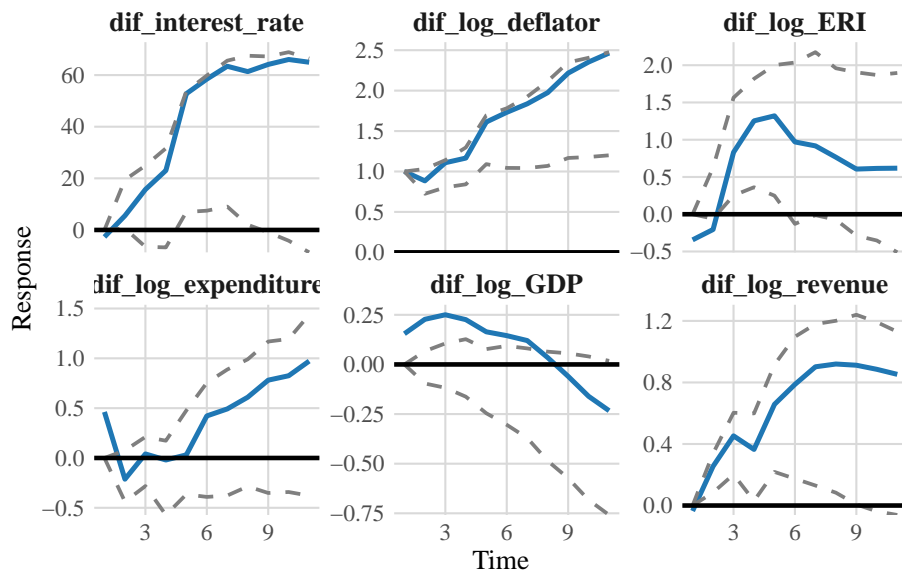 dif_interest_rate
dif_log_deflator
dif_log_ERI
60
40
20
0
2.5
2.0
1.5
1.0
0.5
0.0
2.0
1.5
1.0
0.5
0.0
−0.5
dif_log_expenditure
dif_log_GDP
dif_log_revenue
1.5
1.0
0.5
0.0
−0.5
0.25
0.00
−0.25
−0.50
−0.75
1.2
0.8
0.4
0.0
3 6 9
3 6 9
3 6 9
Response
Time